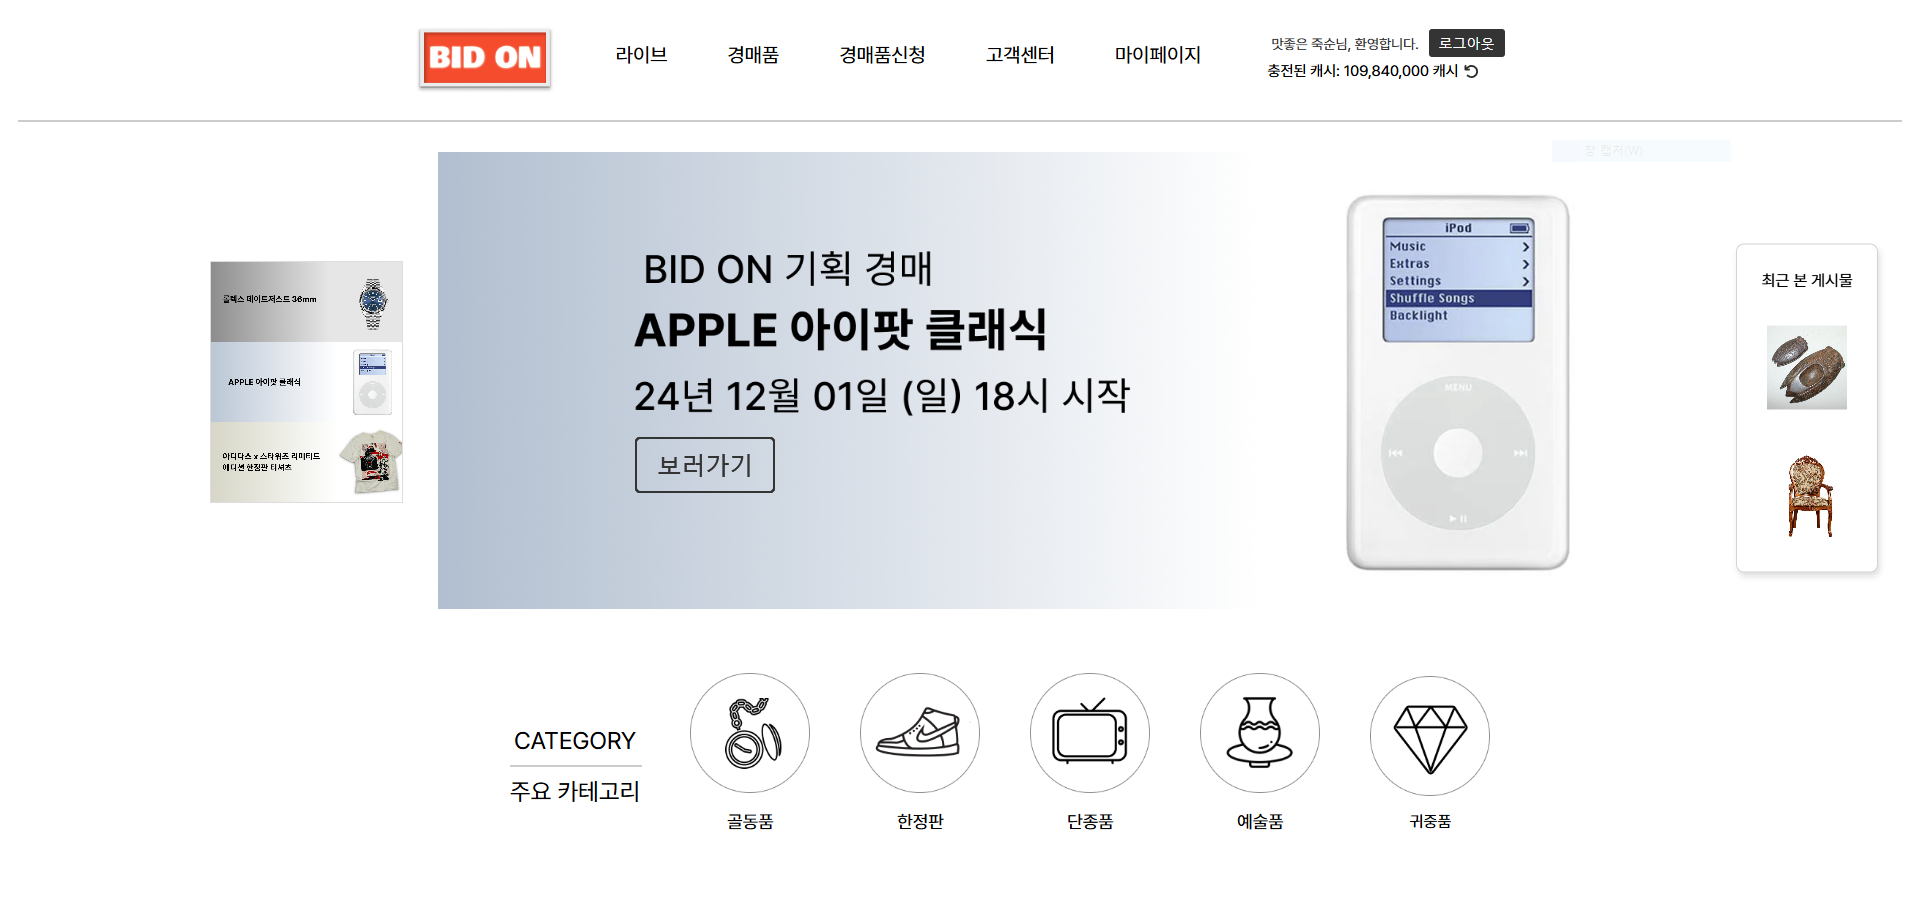 BID ON
라이브
경매품
경매품신청
고객센터
마이페이지
맛좋은 죽순님, 환영합니다.
로그아웃
충전된 캐시: 109,840,000 캐시
창 캡처(W)
롤렉스 데이트저스트 36mm
APPLE 아이팟 클래식
아디다스 x 스타워즈 리미티드
에디션 한정판 티셔츠
BID ON 기획 경매
APPLE 아이팟 클래식
24년 12월 01일 (일) 18시 시작
보러가기
iPod
Music
Extras
Settings
Shuffle Songs
Backlight
MENU
최근 본 게시물
CATEGORY
주요 카테고리
골동품
한정판
단종품
예술품
귀중품